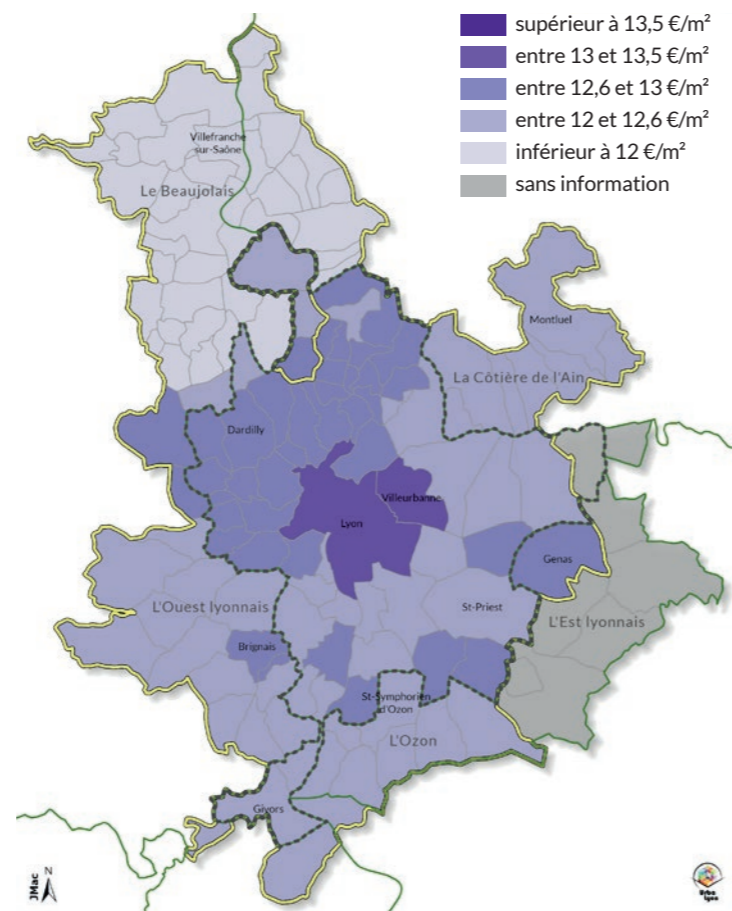 supérieur à 13,5 €/m²
entre 13 et 13,5 €/m²
entre 12,6 et 13 €/m²
entre 12 et 12,6 €/m²
inférieur à 12 €/m²
sans information
Villefranche
sur-Saône
Le Beaujolais
Montluel
La Côtière de l'Ain
Dardilly
Villeurbanne
Lyon
Genas
L'Ouest lyonnais
St-Priest
L'Est lyonnais
Brignais
St-Symphorien
d'Ozon
L'Ozon
Givors
JMac
N
Urba
Lyon